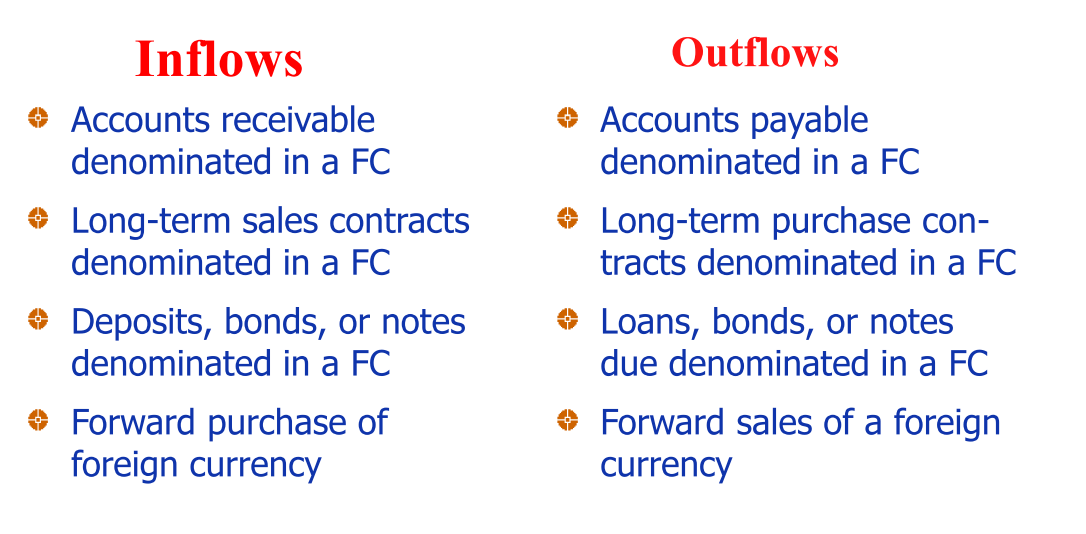 Inflows
Accounts receivable
denominated in a FC
Long-term sales contracts
denominated in a FC
Deposits, bonds, or notes
denominated in a FC
Forward purchase of
foreign currency
Outflows
Accounts payable
denominated in a FC
Long-term purchase con-
tracts denominated in a FC
Loans, bonds, or notes
due denominated in a FC
Forward sales of a foreign
currency